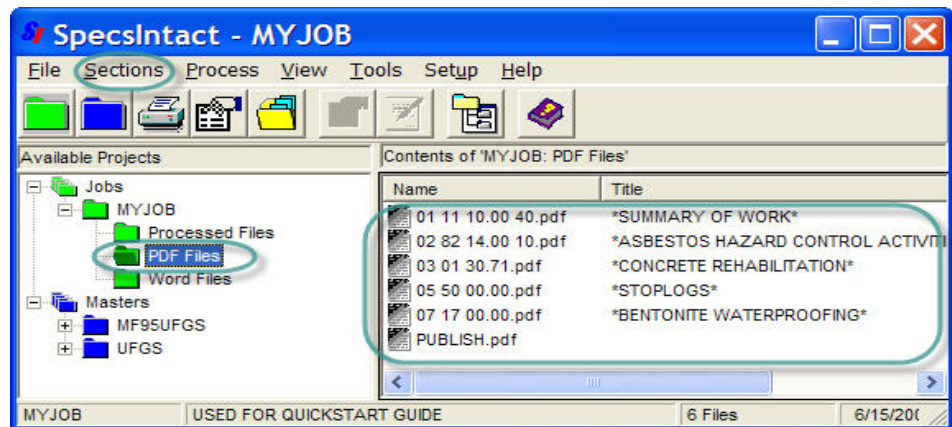 SpecsIntact - MYJOB
File Sections Process View Tools Setup Help
Available Projects
Contents of 'MYJOB: PDF Files'
Jobs
MYJOB
Processed Files
PDF Files
Word Files
Masters
MF95UFGS
UFGS
Name Title
01 11 10.00 40.pdf *SUMMARY OF WORK*
02 82 14.00 10.pdf *ASBESTOS HAZARD CONTROL
03 01 30.71.pdf *CONCRETE REHABILITATION*
05 50 00.00.pdf *STOPLOGS*
07 17 00.00.pdf *BENTONITE WATERPROOFING*
PUBLISH.pdf
MYJOB USED FOR QUICKSTART GUIDE 6 Files